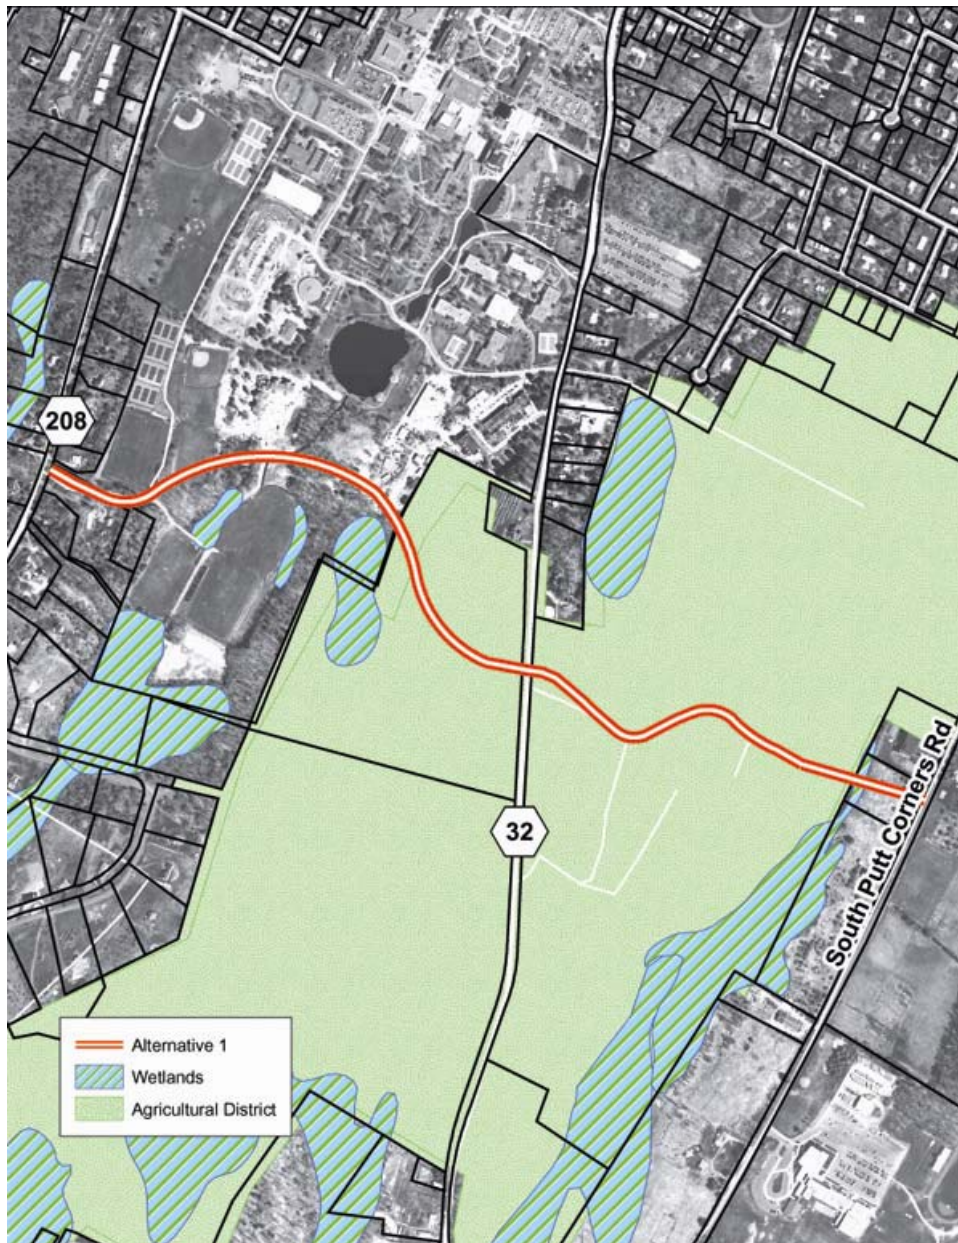 208
32
South Putt Corners Rd
Alternative 1
Wetlands
Agricultural District